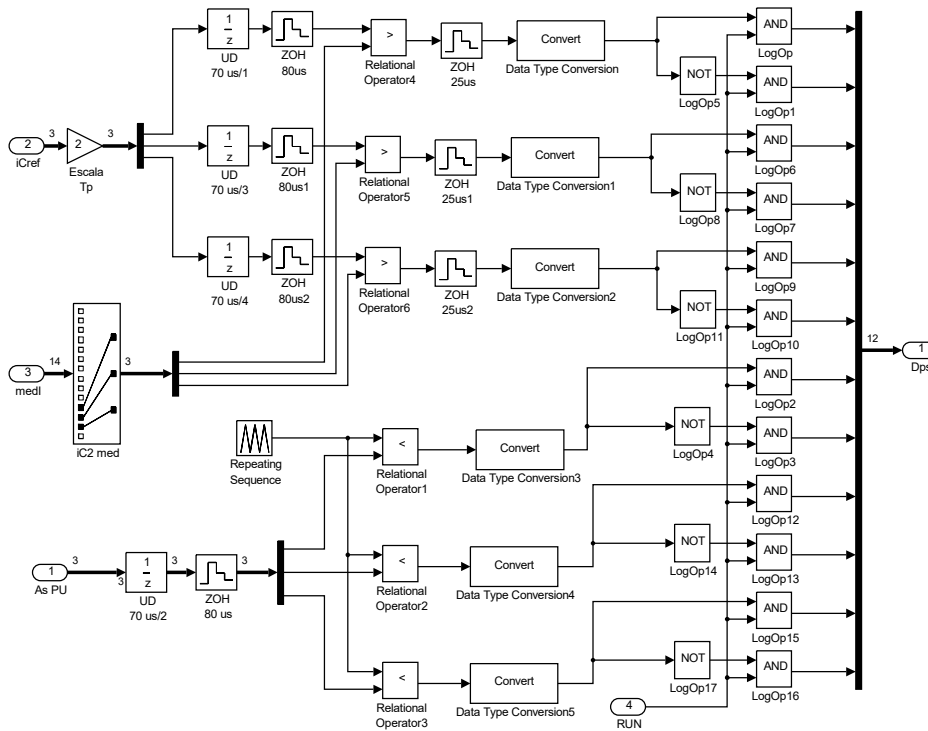 1
z
UD
70 us/1
ZOH
80us
>
Relational
Operator4
ZOH
25us
Convert
Data Type Conversion
AND
LogOp
NOT
LogOp5
AND
LogOp1
2
iCref
3
2
Escala
Tp
3
1
z
UD
70 us/3
ZOH
80us1
>
Relational
Operator5
ZOH
25us1
Convert
Data Type Conversion1
AND
LogOp6
NOT
LogOp8
AND
LogOp7
1
z
UD
70 us/4
ZOH
80us2
>
Relational
Operator6
ZOH
25us2
Convert
Data Type Conversion2
AND
LogOp9
NOT
LogOp11
AND
LogOp10
12
1
Dps
3
medI
14
iC2 med
3
AND
LogOp2
Repeating
Sequence
<
Relational
Operator1
Convert
Data Type Conversion3
NOT
LogOp4
AND
LogOp3
1
As PU
3
3
1
z
UD
70 us/2
3
ZOH
80 us
3
<
Relational
Operator2
Convert
Data Type Conversion4
AND
LogOp12
NOT
LogOp14
AND
LogOp13
<
Relational
Operator3
Convert
Data Type Conversion5
AND
LogOp15
NOT
LogOp17
AND
LogOp16
4
RUN